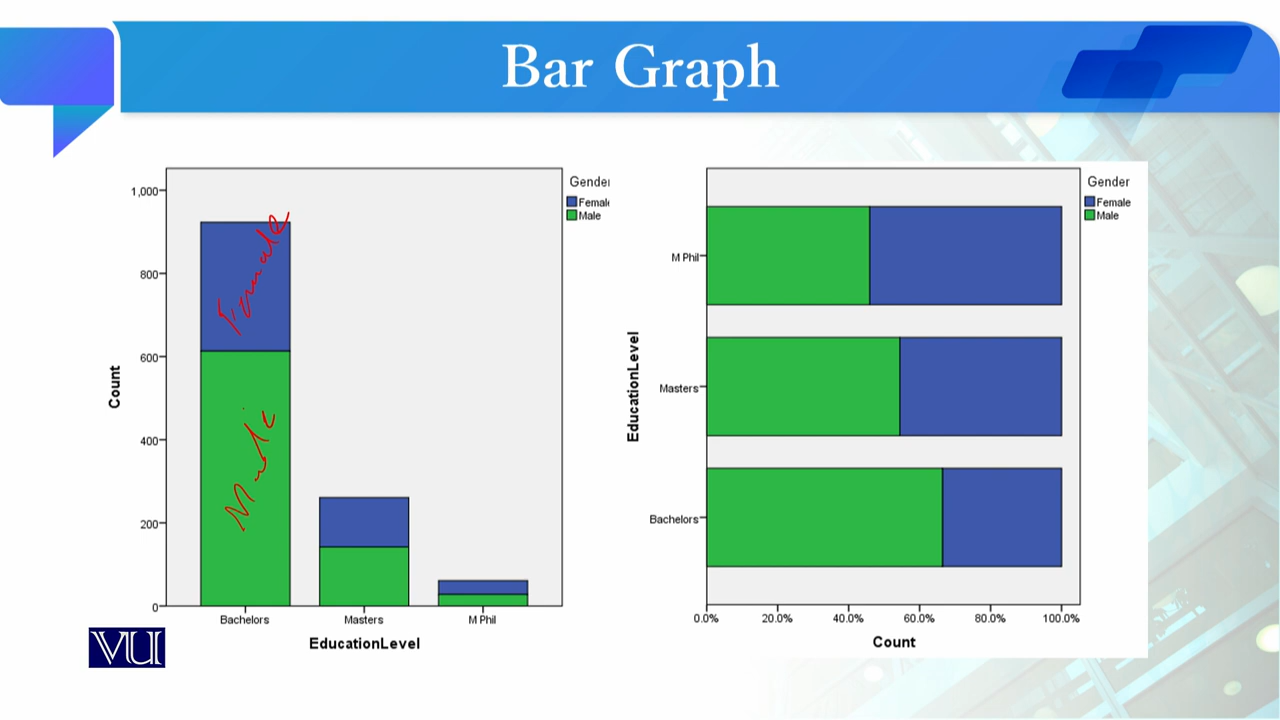 Bar Graph
1,000
800
600
400
200
0
Count
Bachelors
Masters
M Phil
EducationLevel
Gender
Female
Male
Female
Male
M Phil
Masters
Bachelors
EducationLevel
0.0%
20.0%
40.0%
60.0%
80.0%
100.0%
Count
Gender
Female
Male
VU